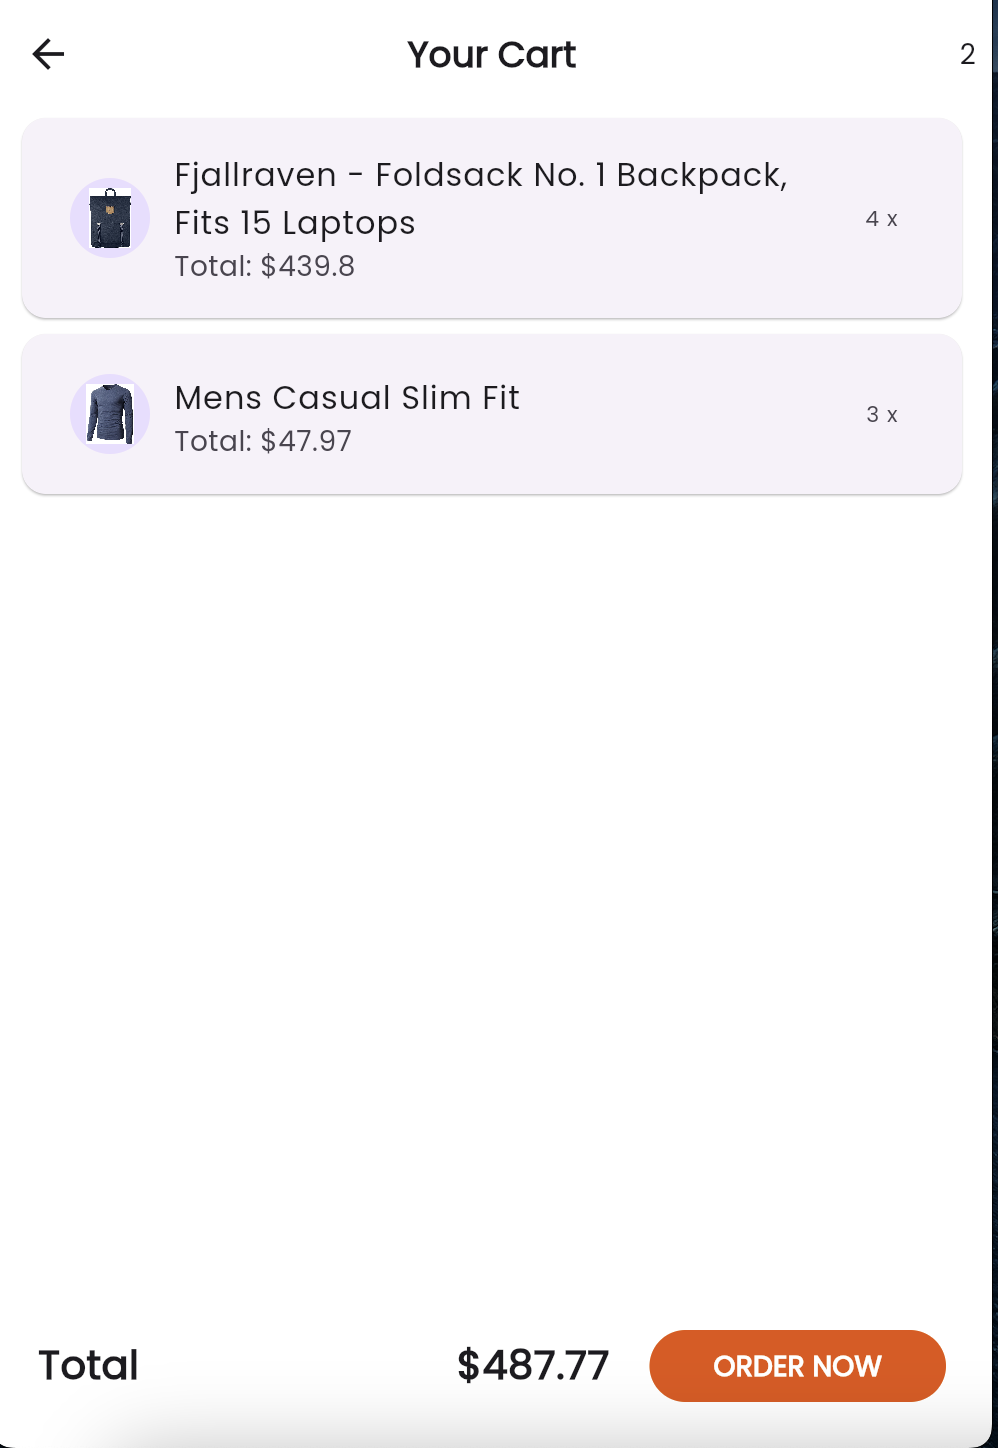 Your Cart
2
Fjallraven - Foldsack No. 1 Backpack,
Fits 15 Laptops
Total: $439.8
4 x
Mens Casual Slim Fit
Total: $47.97
3 x
Total
$487.77
ORDER NOW